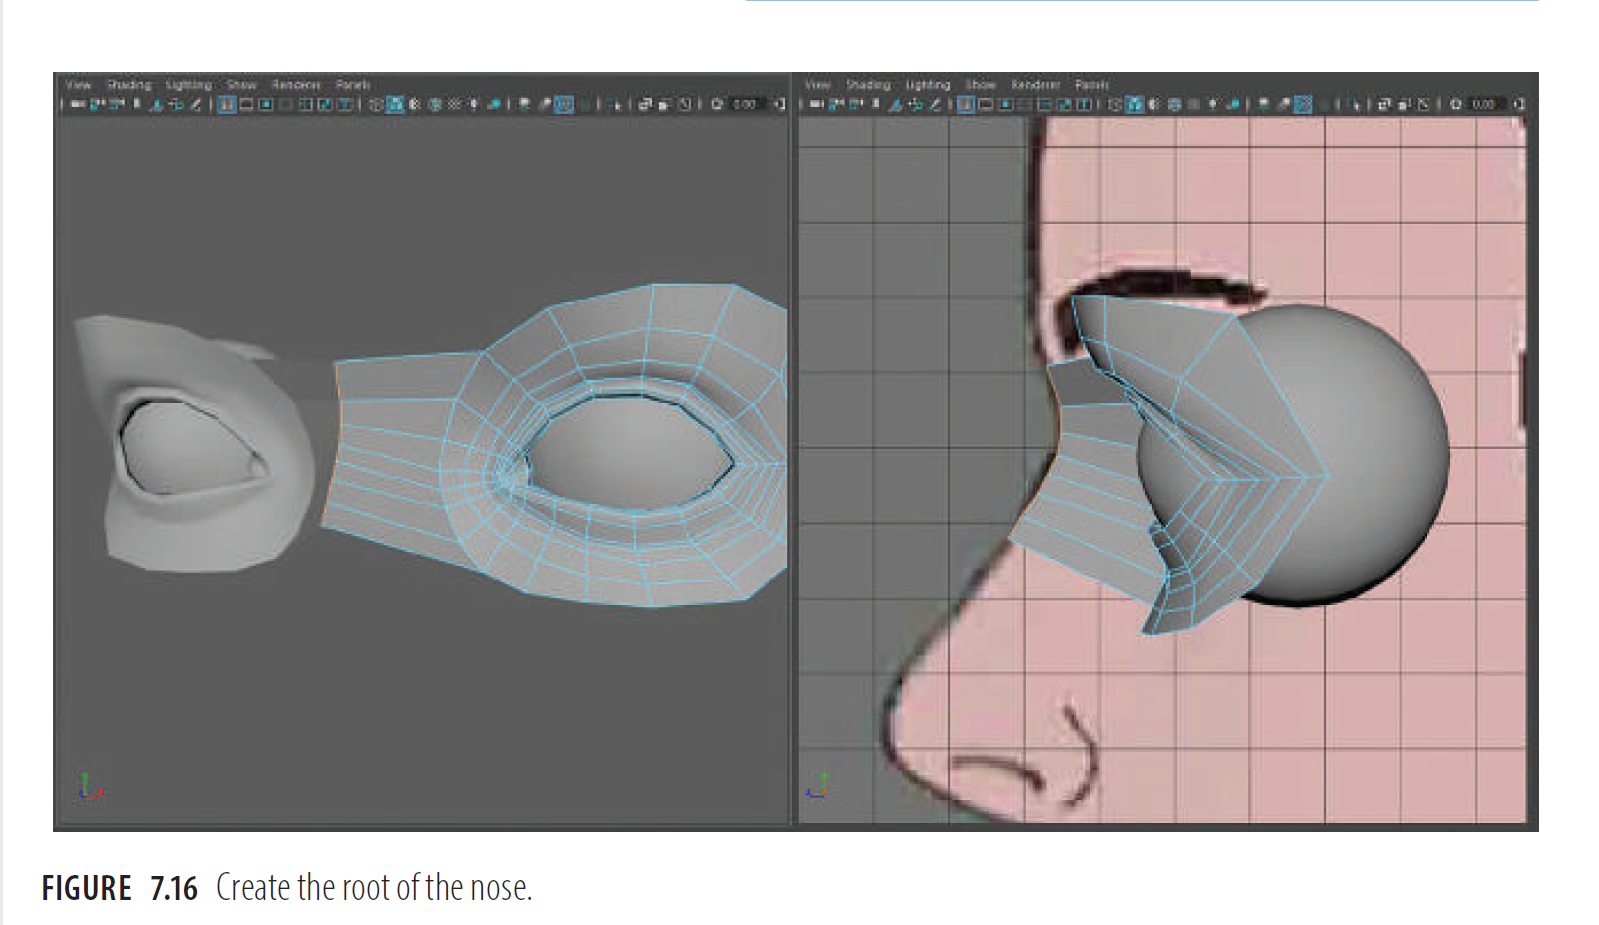 View Shading Lighting Show Renderer Panels
0.00
View Shading Lighting Show Renderer Panels
0.00
FIGURE 7.16 Create the root of the nose.